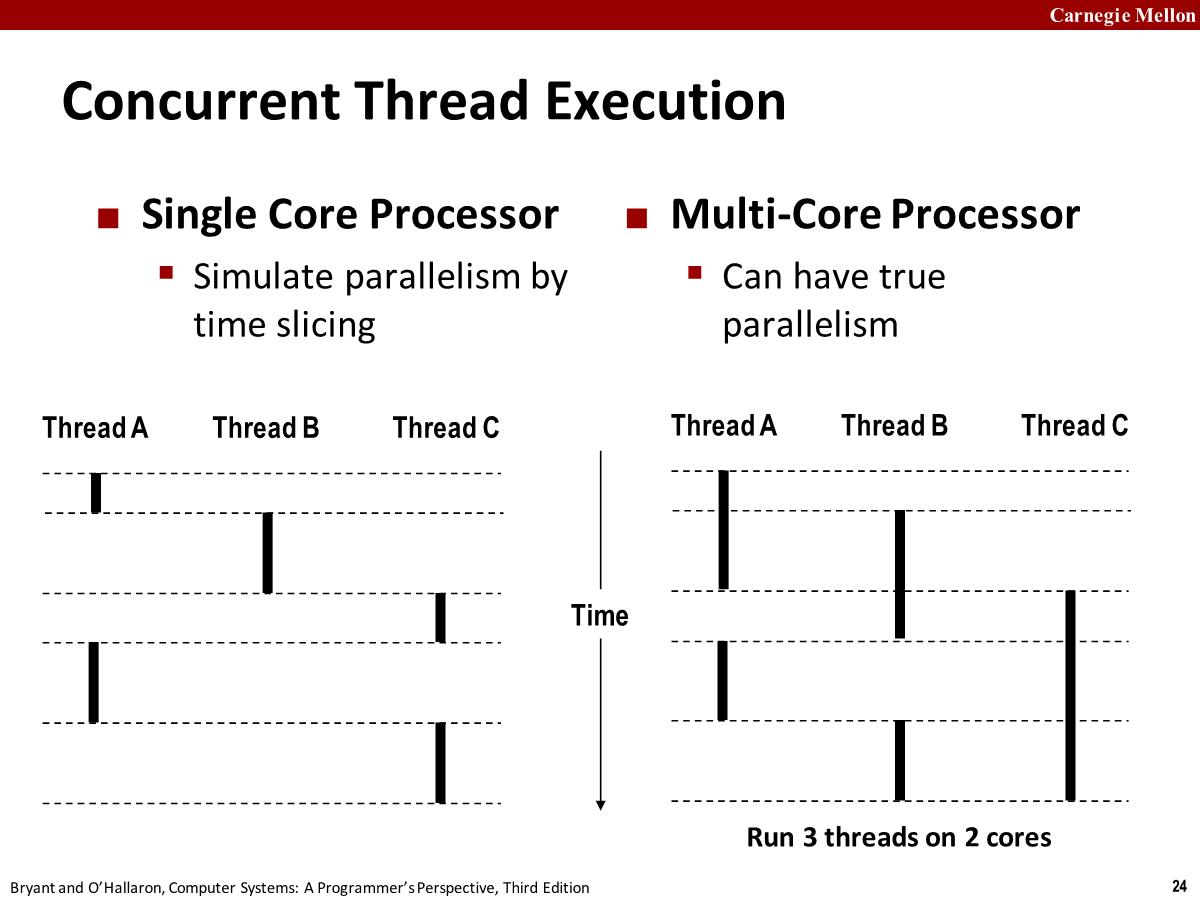 Carnegie Mellon
Concurrent Thread Execution
Single Core Processor
Simulate parallelism by
time slicing
Multi-Core Processor
Can have true
parallelism
Thread A Thread B Thread C
Time
Thread A Thread B Thread C
Run 3 threads on 2 cores
Bryant and O’Hallaron, Computer Systems: A Programmer’s Perspective, Third Edition
24